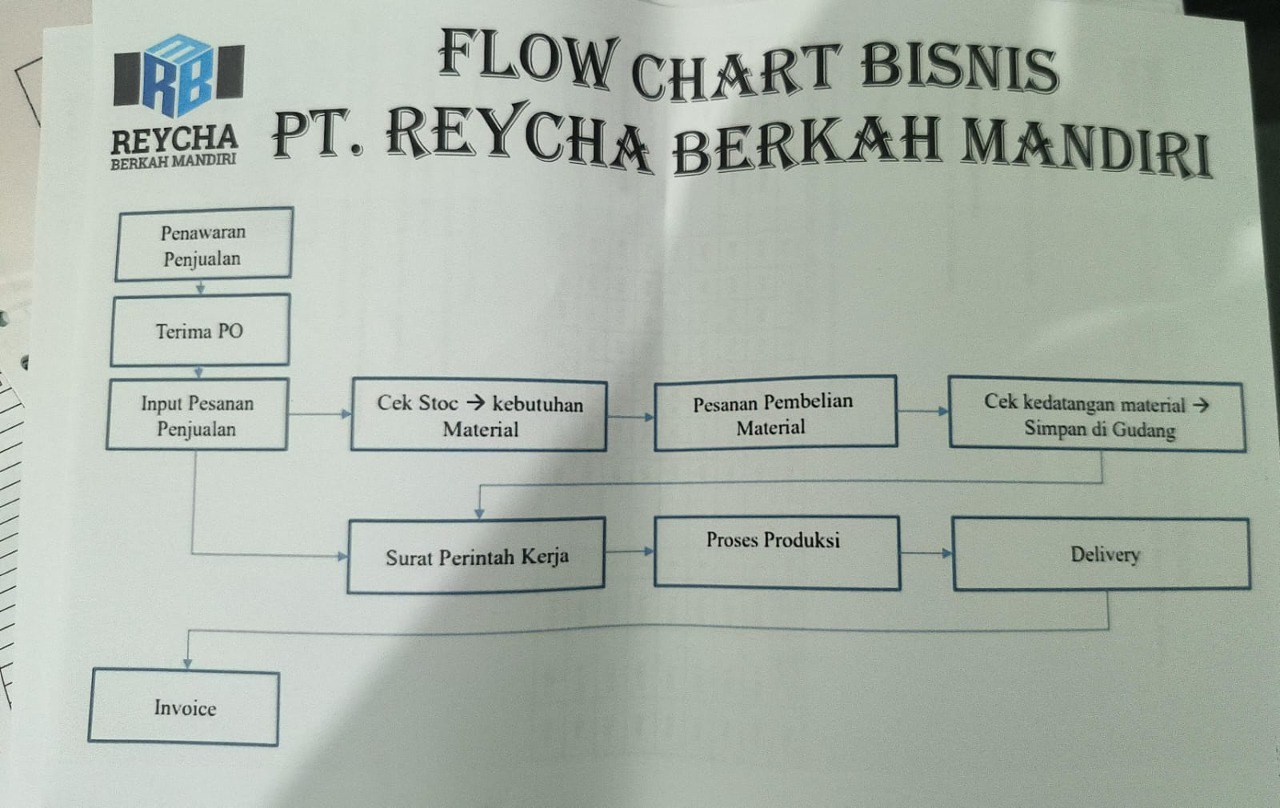 FLOW CHART BISNIS
PT. REYCHA BERKAH MANDIRI
RB
REYCHA
BERKAH MANDIRI
Penawaran
Penjualan
Terima PO
Input Pesanan
Penjualan
Cek Stoc → kebutuhan
Material
Pesanan Pembelian
Material
Cek kedatangan material →
Simpan di Gudang
Surat Perintah Kerja
Proses Produksi
Delivery
Invoice